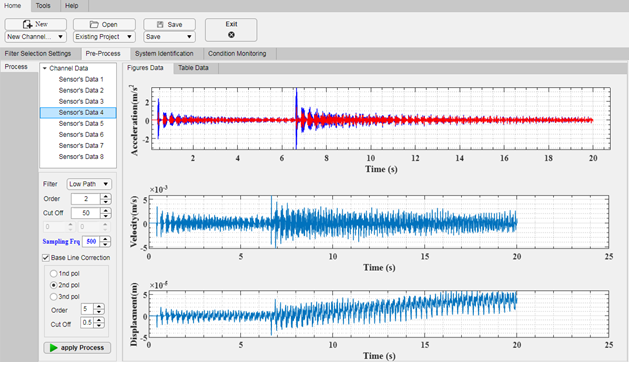 Home Tools Help
New Open Save Exit
New Channel... Existing Project Save
Filter Selection Settings Pre-Process System Identification Condition Monitoring
Process
Channel Data
Sensor's Data 1
Sensor's Data 2
Sensor's Data 3
Sensor's Data 4
Sensor's Data 5
Sensor's Data 6
Sensor's Data 7
Sensor's Data 8
Filter Low Path
Order 2
Cut Off 50
0 0
Sampling Frq 500
Base Line Correction
1nd pol
2nd pol
3nd pol
Order 5
Cut Off 0.5
apply Process
Figures Data Table Data
Acceleration(m/s²
2
0
-2
2 4 6 8 10 12 14 16 18 20
Time (s)
×10⁻³
Velocity(m/s)
5
0
-5
0 5 10 15 20 25
Time (s)
Displasment(m)
5
0
-5
0 5 10 15 20 25
Time (s)